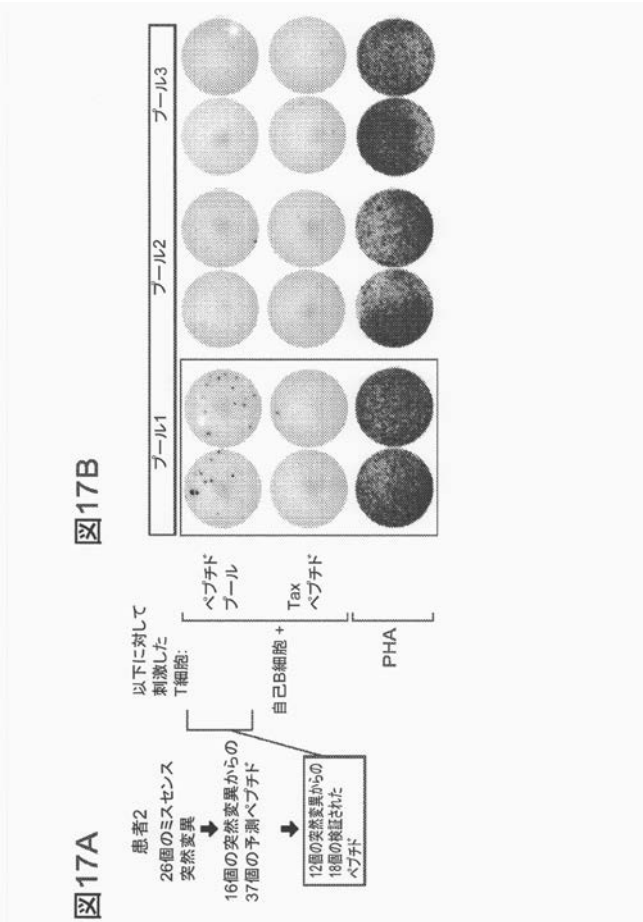 図17A
患者2
26個のミスセンス
突然変異
16個の突然変異からの
37個の予測ペプチド
12個の突然変異からの
18個の検証された
ペプチド
図17B
以下に対して
刺激した
T細胞:
自己B細胞 +
ペプチド
プール
Tax
ペプチド
PHA
プール1
プール2
プール3